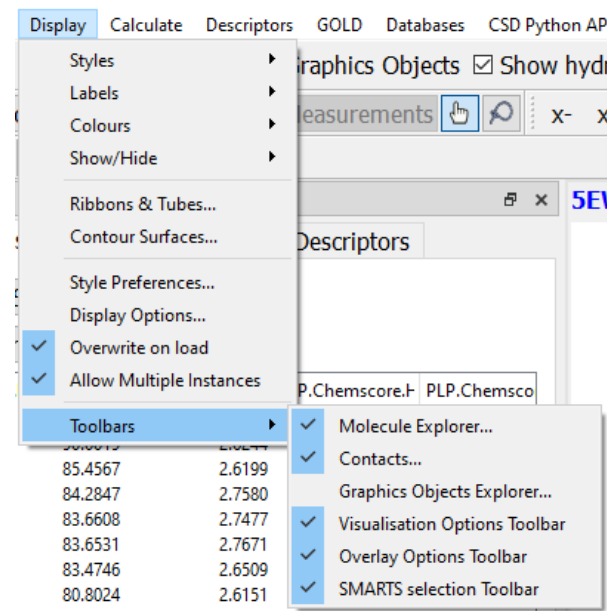 Display Calculate Descriptors GOLD Databases CSD Python AP
Styles
Graphics Objects Show hydr
Labels
Measurements x- x
Colours
Show/Hide
Ribbons & Tubes...
5EW
Contour Surfaces...
Descriptors
Style Preferences...
Display Options...
Overwrite on load
Allow Multiple Instances
P.Chemscore.H PLP.Chemsco
Toolbars
Molecule Explorer...
Contacts...
85.4567 2.6199
Graphics Objects Explorer...
84.2847 2.7580
Visualisation Options Toolbar
83.6608 2.7477
83.6531 2.7671
Overlay Options Toolbar
83.4746 2.6509
SMARTS selection Toolbar
80.8024 2.6151